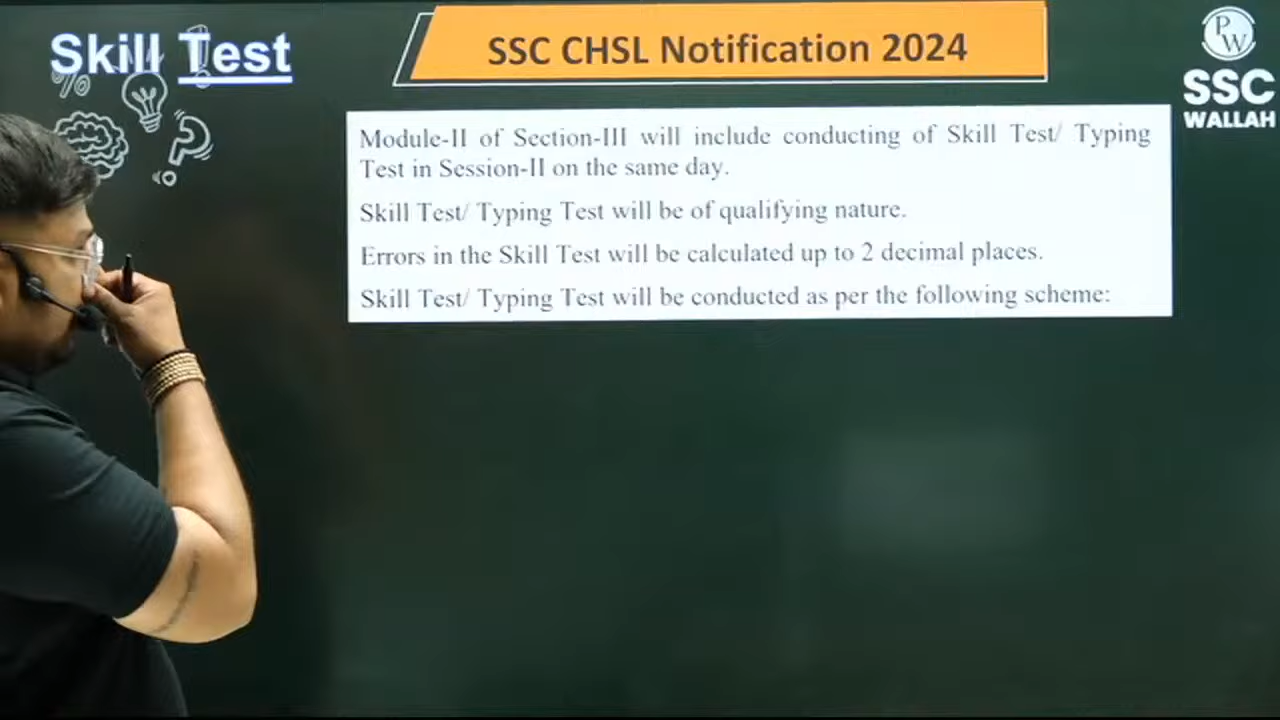 Skill Test
SSC CHSL Notification 2024
PW
SSC
WALLAH
Module-II of Section-III will include conducting of Skill Test/ Typing
Test in Session-II on the same day.
Skill Test/ Typing Test will be of qualifying nature.
Errors in the Skill Test will be calculated up to 2 decimal places.
Skill Test/ Typing Test will be conducted as per the following scheme: